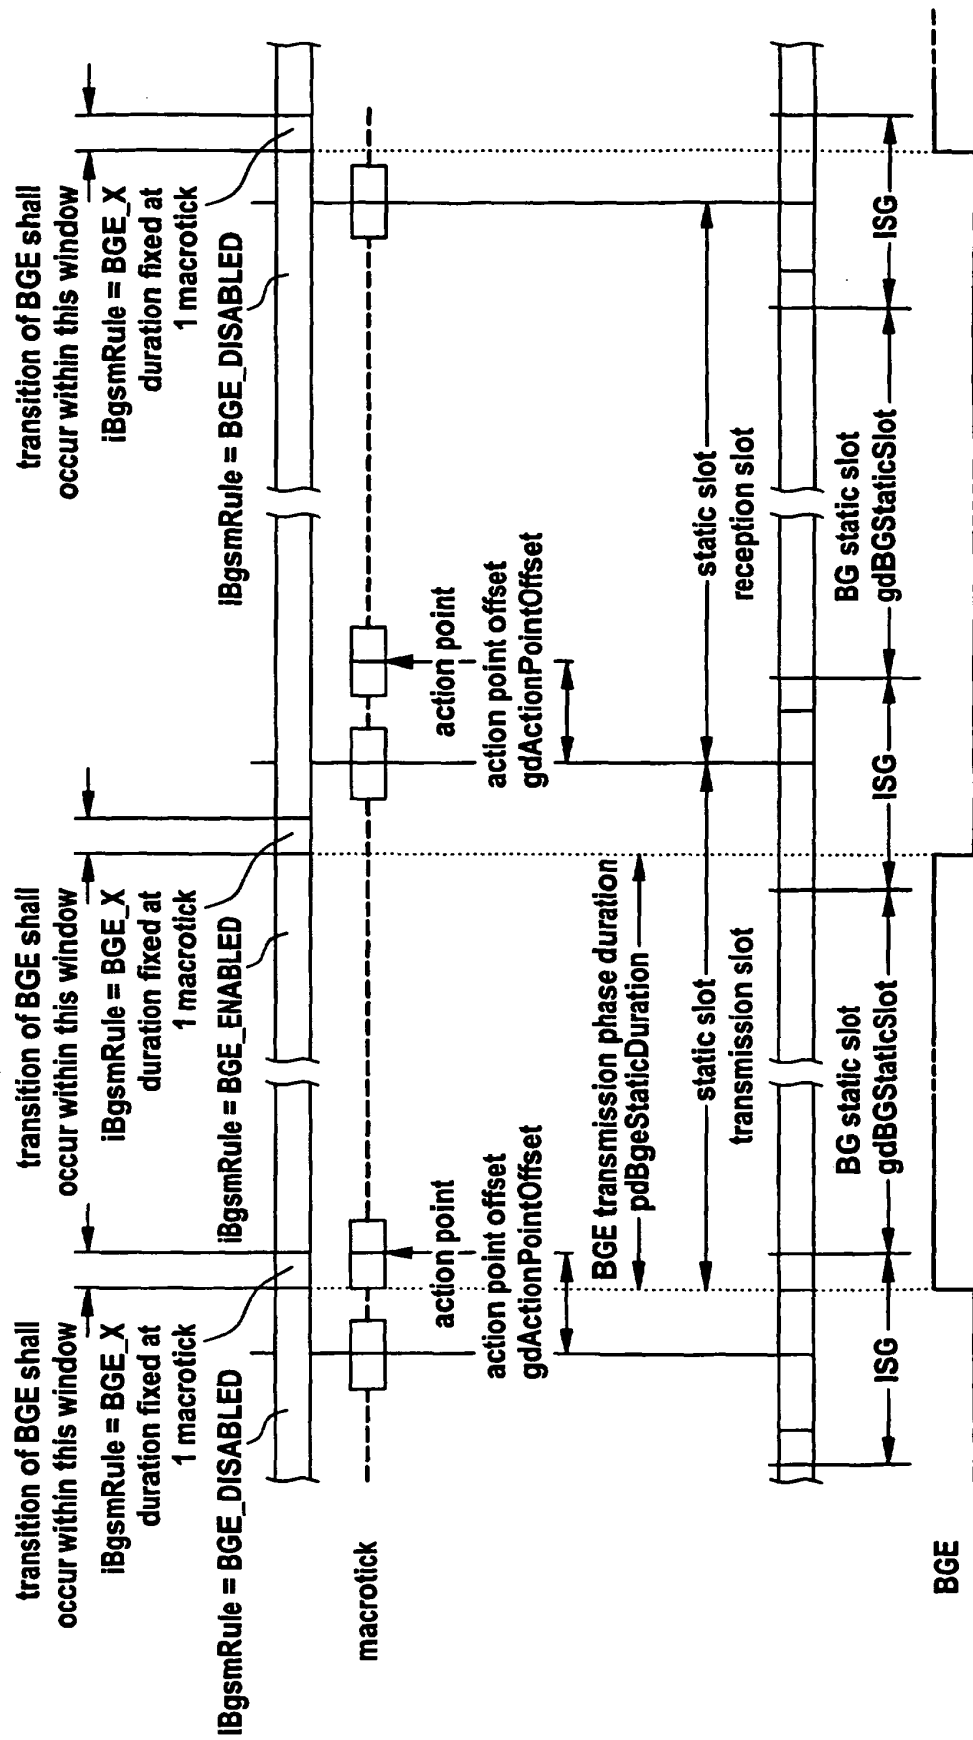 transition of BGE shall
occur within this window
iBgsmRule = BGE_X
duration fixed at
1 macrotick
iBgsmRule = BGE_DISABLED
transition of BGE shall
occur within this window
iBgsmRule = BGE_X
duration fixed at
1 macrotick
iBgsmRule = BGE_ENABLED
transition of BGE shall
occur within this window
iBgsmRule = BGE_X
duration fixed at
1 macrotick
iBgsmRule = BGE_DISABLED
macrotick
action point
action point offset
gdActionPointOffset
action point
action point offset
gdActionPointOffset
BGE transmission phase duration
pdBgeStaticDuration
static slot
transmission slot
static slot
reception slot
ISG
BG static slot
gdBGStaticSlot
ISG
BG static slot
gdBGStaticSlot
ISG
BGE